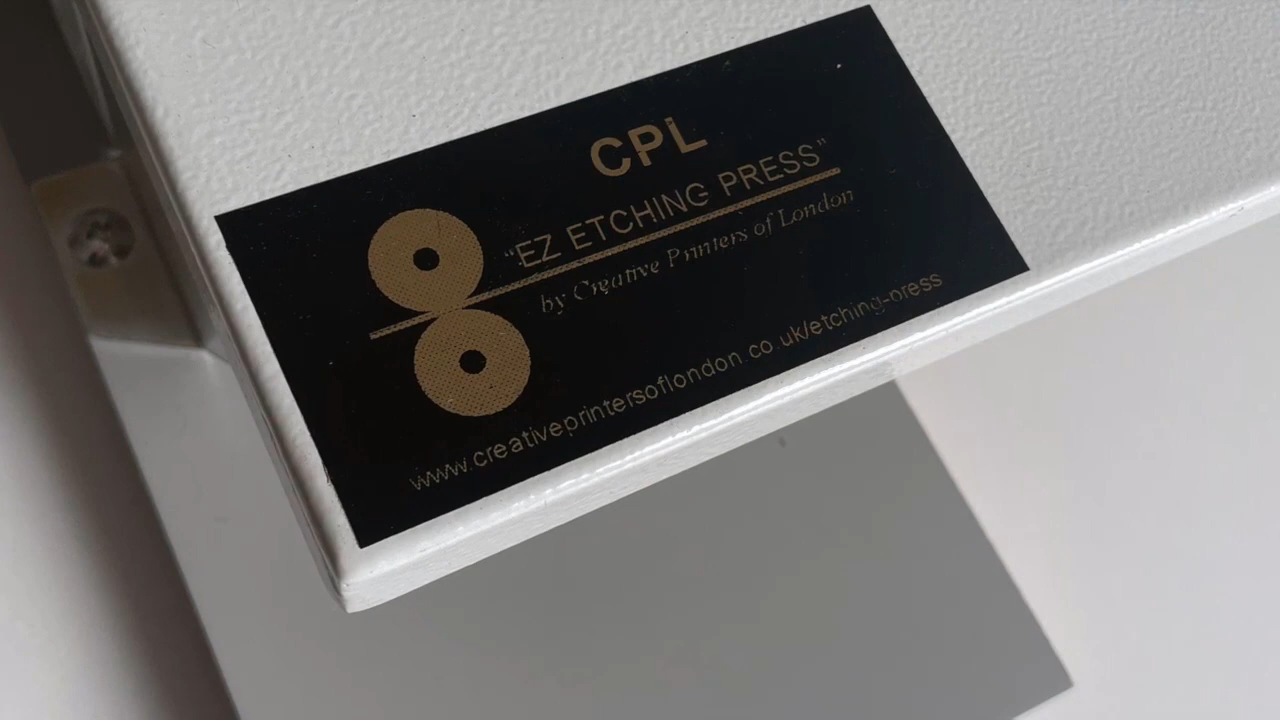 CPL
"EZ ETCHING PRESS"
by Creative Printers of London
www.creativeprintersoflondon.co.uk/etching-press